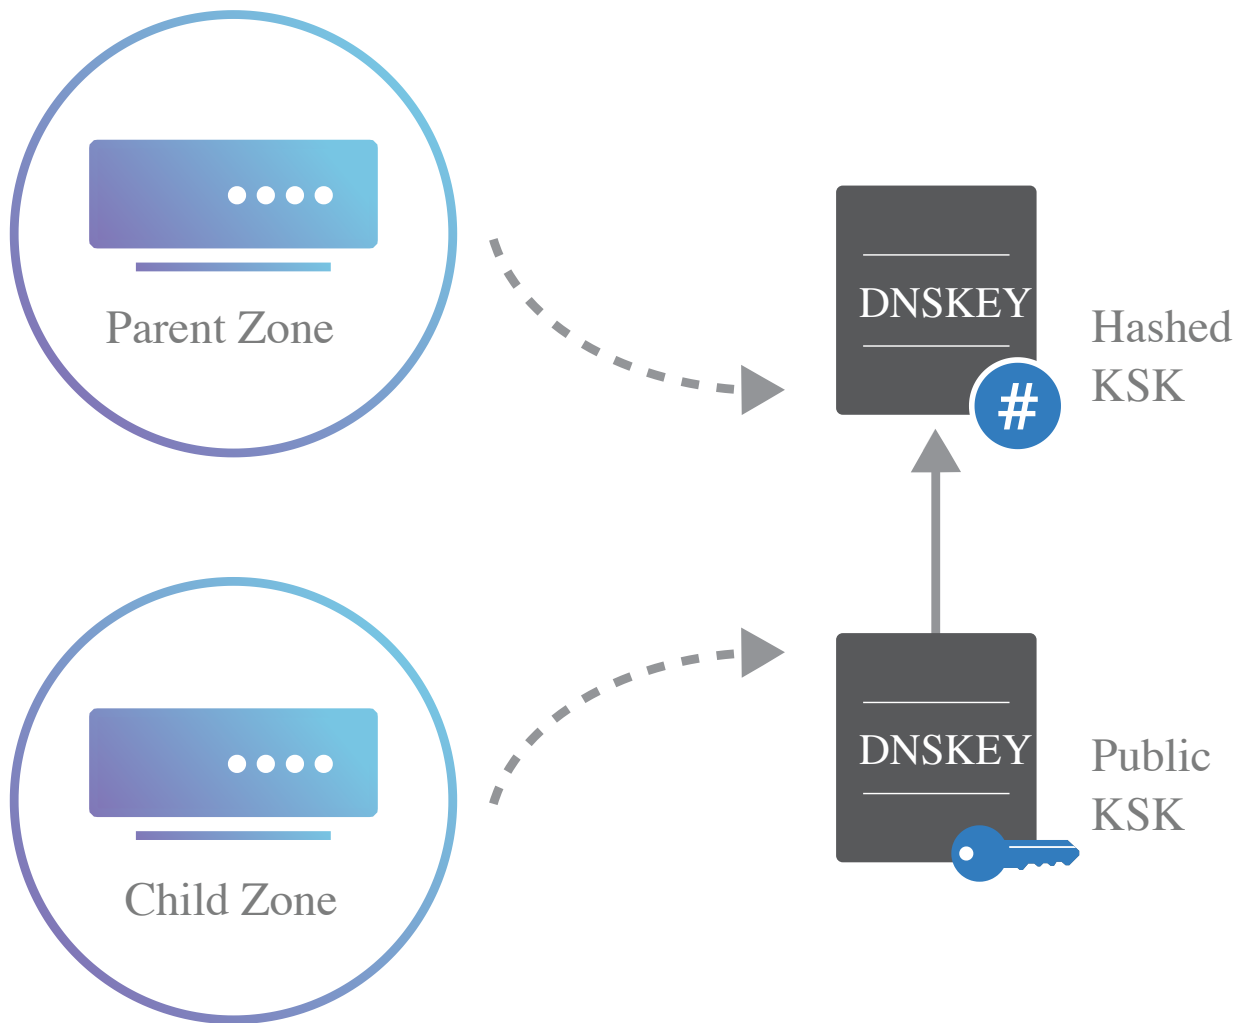 Parent Zone
DNSKEY
#
Hashed
KSK
Child Zone
DNSKEY
Public
KSK